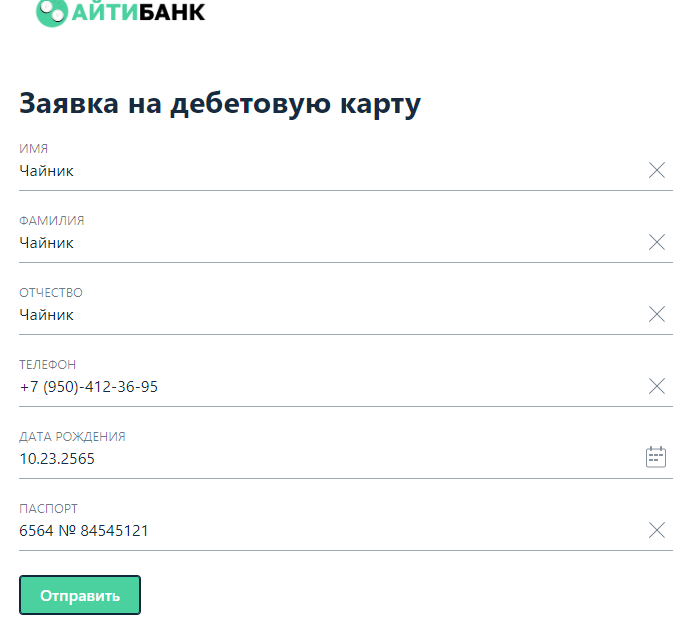 АЙТИБАНК
Заявка на дебетовую карту
ИМЯ
Чайник
ФАМИЛИЯ
Чайник
ОТЧЕСТВО
Чайник
ТЕЛЕФОН
+7 (950)-412-36-95
ДАТА РОЖДЕНИЯ
10.23.2565
ПАСПОРТ
6564 № 84545121
Отправить